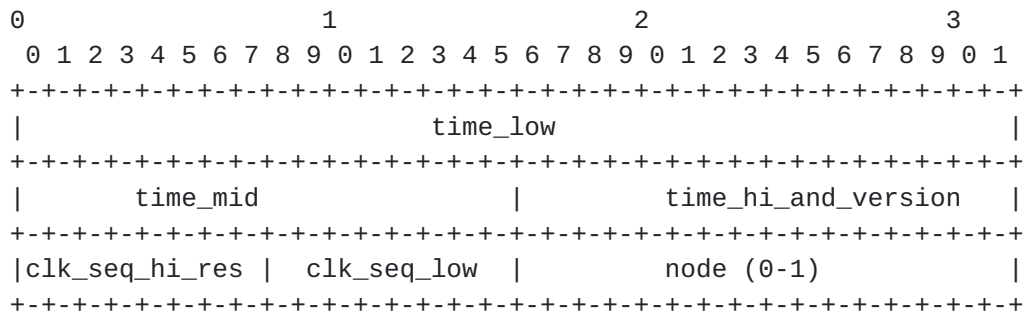 0                   1                   2                   3
 0 1 2 3 4 5 6 7 8 9 0 1 2 3 4 5 6 7 8 9 0 1 2 3 4 5 6 7 8 9 0 1
+-+-+-+-+-+-+-+-+-+-+-+-+-+-+-+-+-+-+-+-+-+-+-+-+-+-+-+-+-+-+-+-+
|                          time_low                             |
+-+-+-+-+-+-+-+-+-+-+-+-+-+-+-+-+-+-+-+-+-+-+-+-+-+-+-+-+-+-+-+-+
|       time_mid                |         time_hi_and_version   |
+-+-+-+-+-+-+-+-+-+-+-+-+-+-+-+-+-+-+-+-+-+-+-+-+-+-+-+-+-+-+-+-+
|clk_seq_hi_res |  clk_seq_low  |         node (0-1)            |
+-+-+-+-+-+-+-+-+-+-+-+-+-+-+-+-+-+-+-+-+-+-+-+-+-+-+-+-+-+-+-+-+